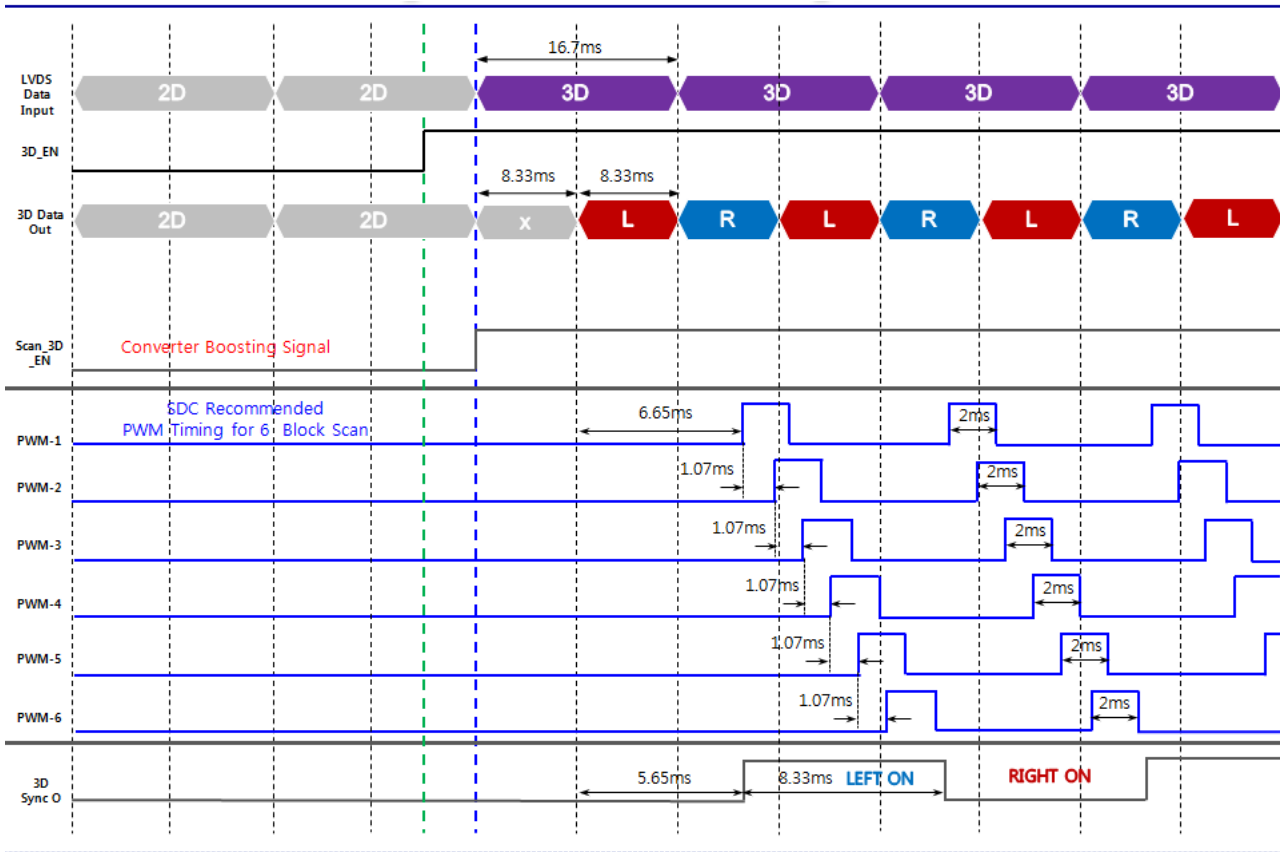 16.7ms
LVDS
Data
Input
2D 2D 3D 3D 3D 3D
3D_EN
8.33ms 8.33ms
3D Data
Out
2D 2D x L R L R L R L
Scan_3D
_EN
Converter Boosting Signal
SDC Recommended
PWM Timing for 6 Block Scan
PWM-1
6.65ms 2ms
PWM-2
1.07ms 2ms
PWM-3
1.07ms 2ms
PWM-4
1.07ms 2ms
PWM-5
1.07ms 2ms
PWM-6
1.07ms 2ms
3D
Sync O
5.65ms 8.33ms LEFT ON RIGHT ON